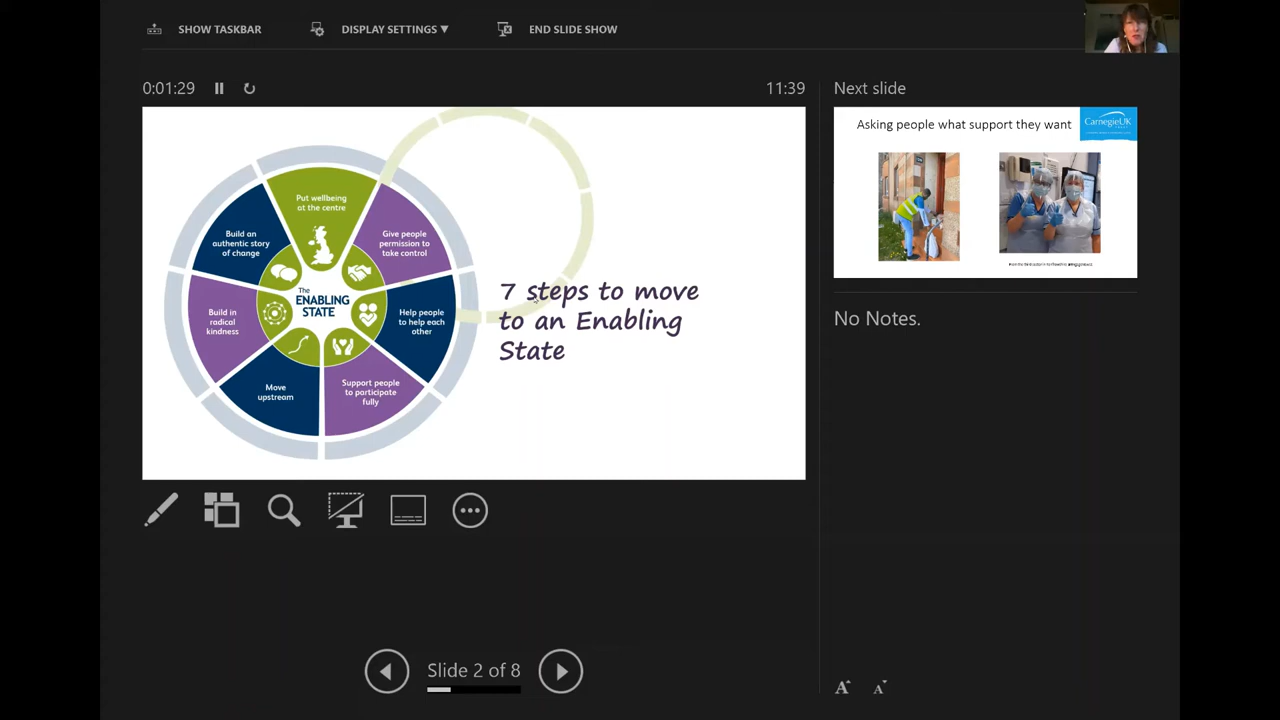 SHOW TASKBAR
DISPLAY SETTINGS ▼
END SLIDE SHOW
0:01:29
11:39
Put wellbeing
at the centre
Give people
permission to
take control
Help people
to help each
other
Support people
to participate
fully
Move
upstream
Build in
radical
kindness
Build an
authentic story
of change
The
ENABLING
STATE
7 steps to move
to an Enabling
State
Next slide
Asking people what support they want
CarnegieUK
No Notes.
Slide 2 of 8
A
A